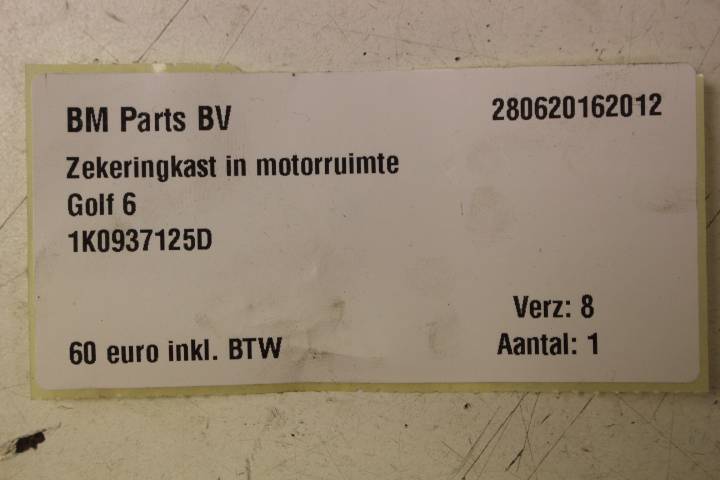 BM Parts BV 280620162012
Zekeringkast in motorruimte
Golf 6
1K0937125D
Verz: 8
60 euro inkl. BTW Aantal: 1